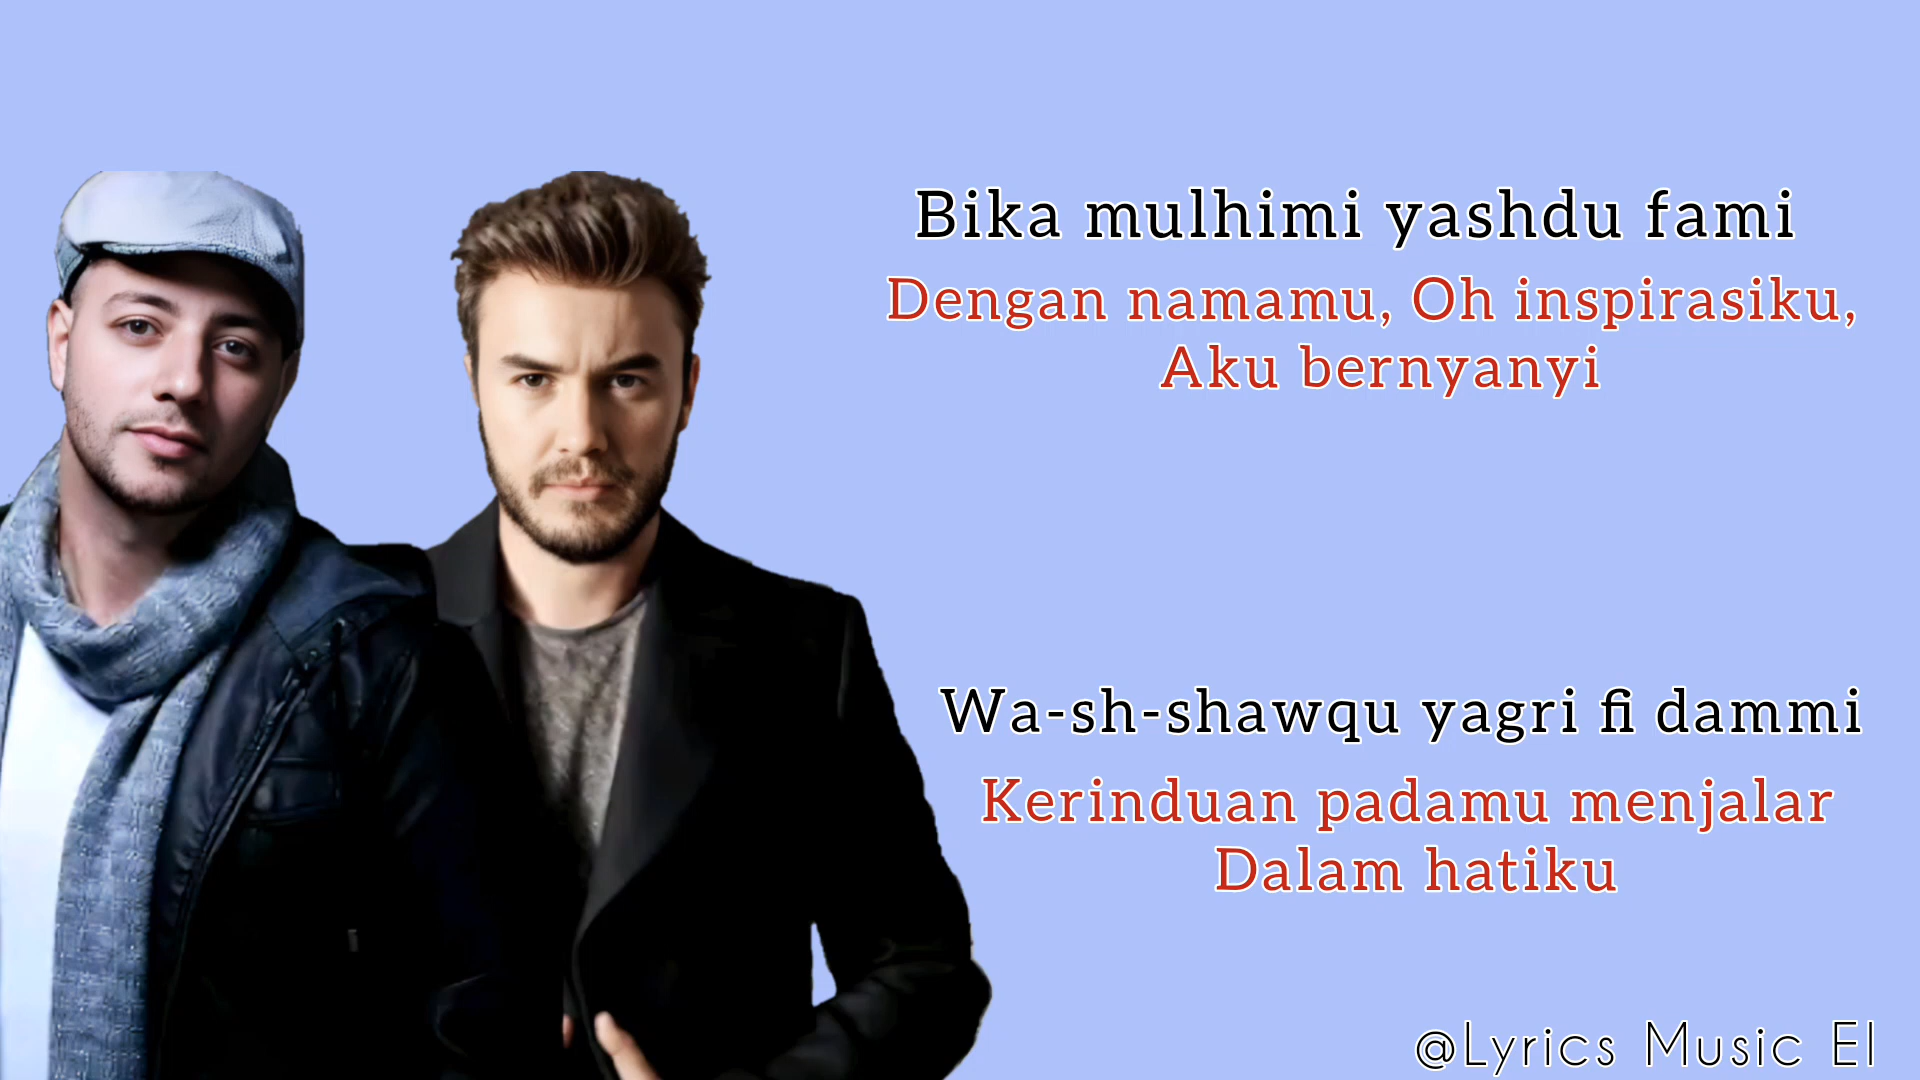 Bika mulhimi yashdu fami
Dengan namamu, Oh inspirasiku,
Aku bernyanyi
Wa-sh-shawqu yagri fi dammi
Kerinduan padamu menjalar
Dalam hatiku
@Lyrics Music El